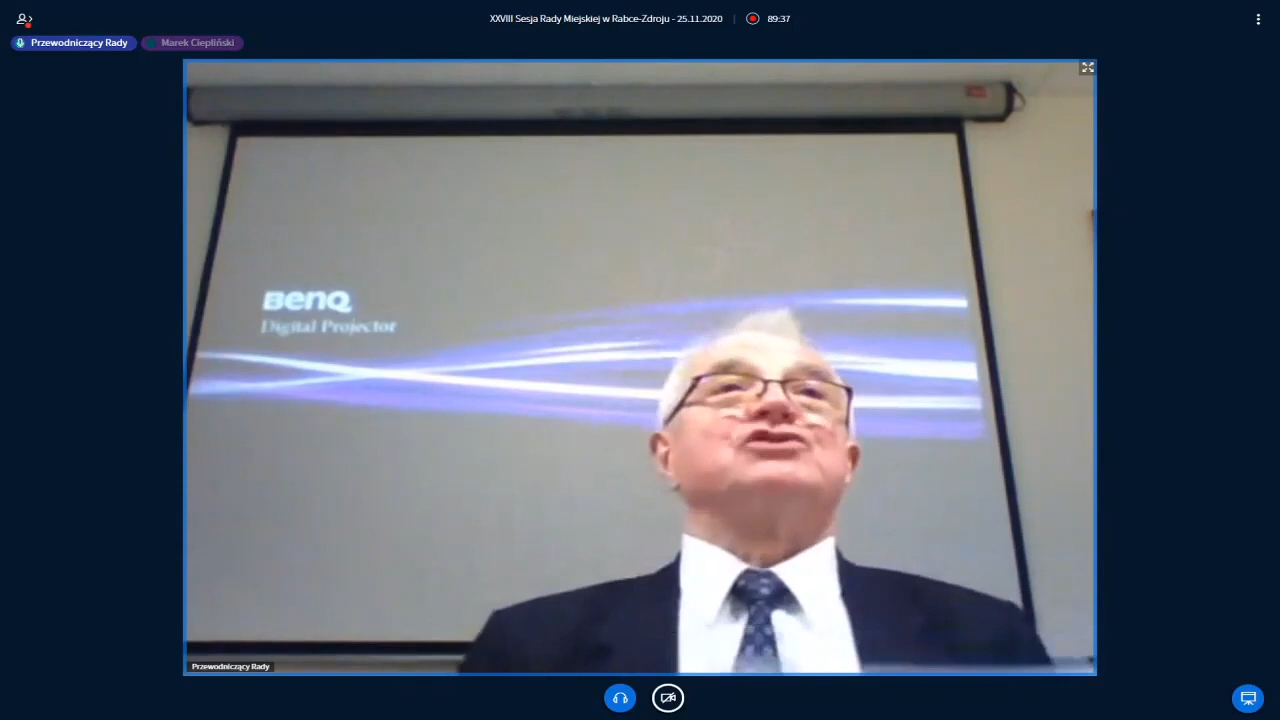 XXVIII Sesja Rady Miejskiej w Rabce-Zdroju - 25.11.2020
89:37
Przewodniczący Rady
Marek Ciepliński
BenQ
Digital Projector
Przewodniczący Rady